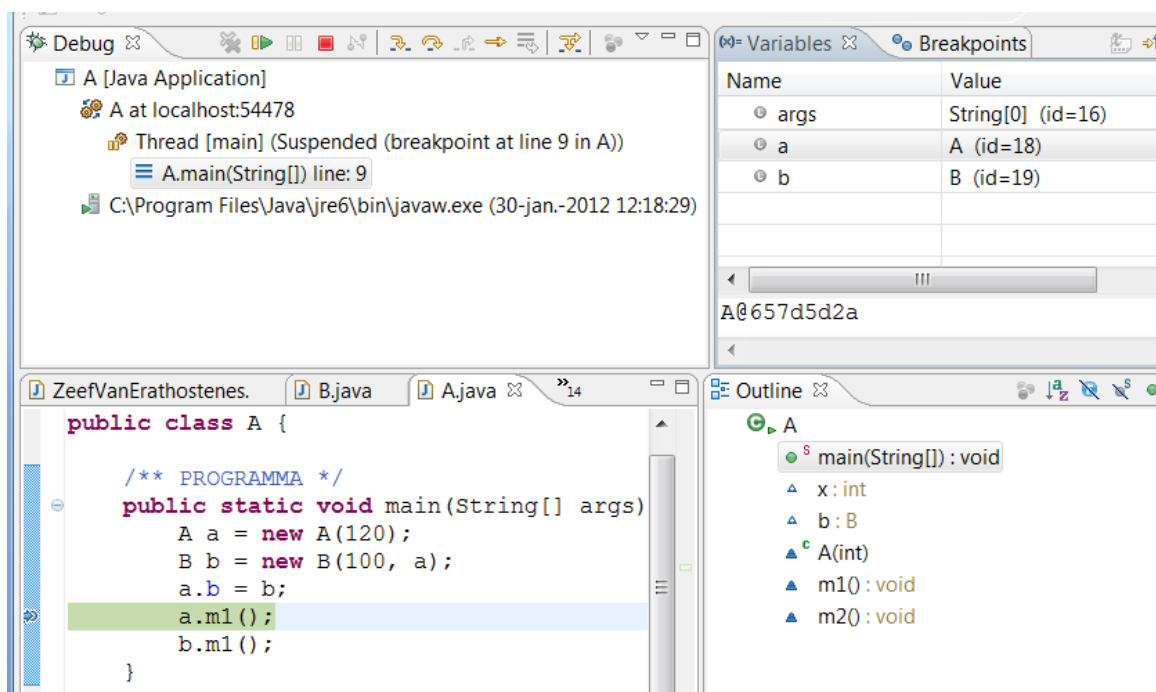 Debug
A [Java Application]
A at localhost:54478
Thread [main] (Suspended (breakpoint at line 9 in A))
A.main(String[]) line: 9
C:\Program Files\Java\jre6\bin\javaw.exe (30-jan.-2012 12:18:29)
(x)= Variables Breakpoints
Name Value
args String[0] (id=16)
a A (id=18)
b B (id=19)
A@657d5d2a
ZeefVanErathostenes. B.java A.java »14
public class A {
/** PROGRAMMA */
public static void main(String[] args)
A a = new A(120);
B b = new B(100, a);
a.b = b;
a.m1();
b.m1();
}
Outline
A
main(String[]) : void
x : int
b : B
A(int)
m1() : void
m2() : void